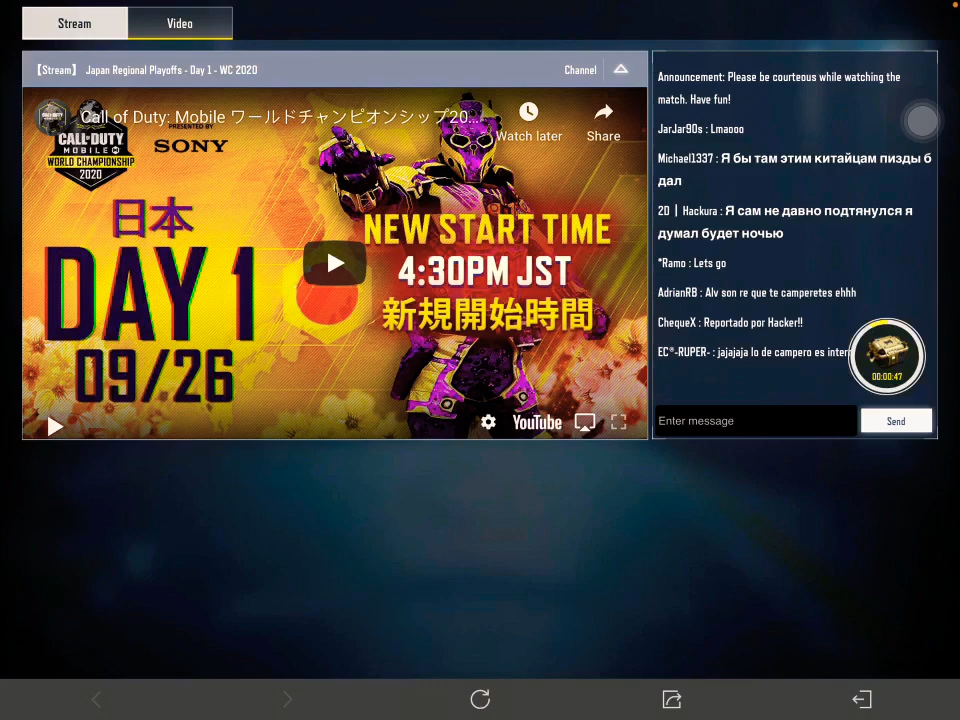 Stream
Video
【Stream】 Japan Regional Playoffs - Day 1 - WC 2020
Channel
Call of Duty: Mobile ワールドチャンピオンシップ20...
Watch later
Share
CALL OF DUTY
MOBILE
WORLD CHAMPIONSHIP
2020
PRESENTED BY
SONY
日本
DAY 1
09/26
NEW START TIME
4:30PM JST
新規開始時間
YouTube
Announcement: Please be courteous while watching the
match. Have fun!
JarJar90s : Lmaooo
Michael1337 : Я бы там этим китайцам пизды б
дал
2D | Hackura : Я сам не давно подтянулся я
думал будет ночью
*Ramo : Lets go
AdrianRB : Alv son re que te camperetes ehhh
ChequeX : Reportado por Hacker!!
EC®-RUPER- : jajajaja lo de campero es inter
00:00:47
Enter message
Send